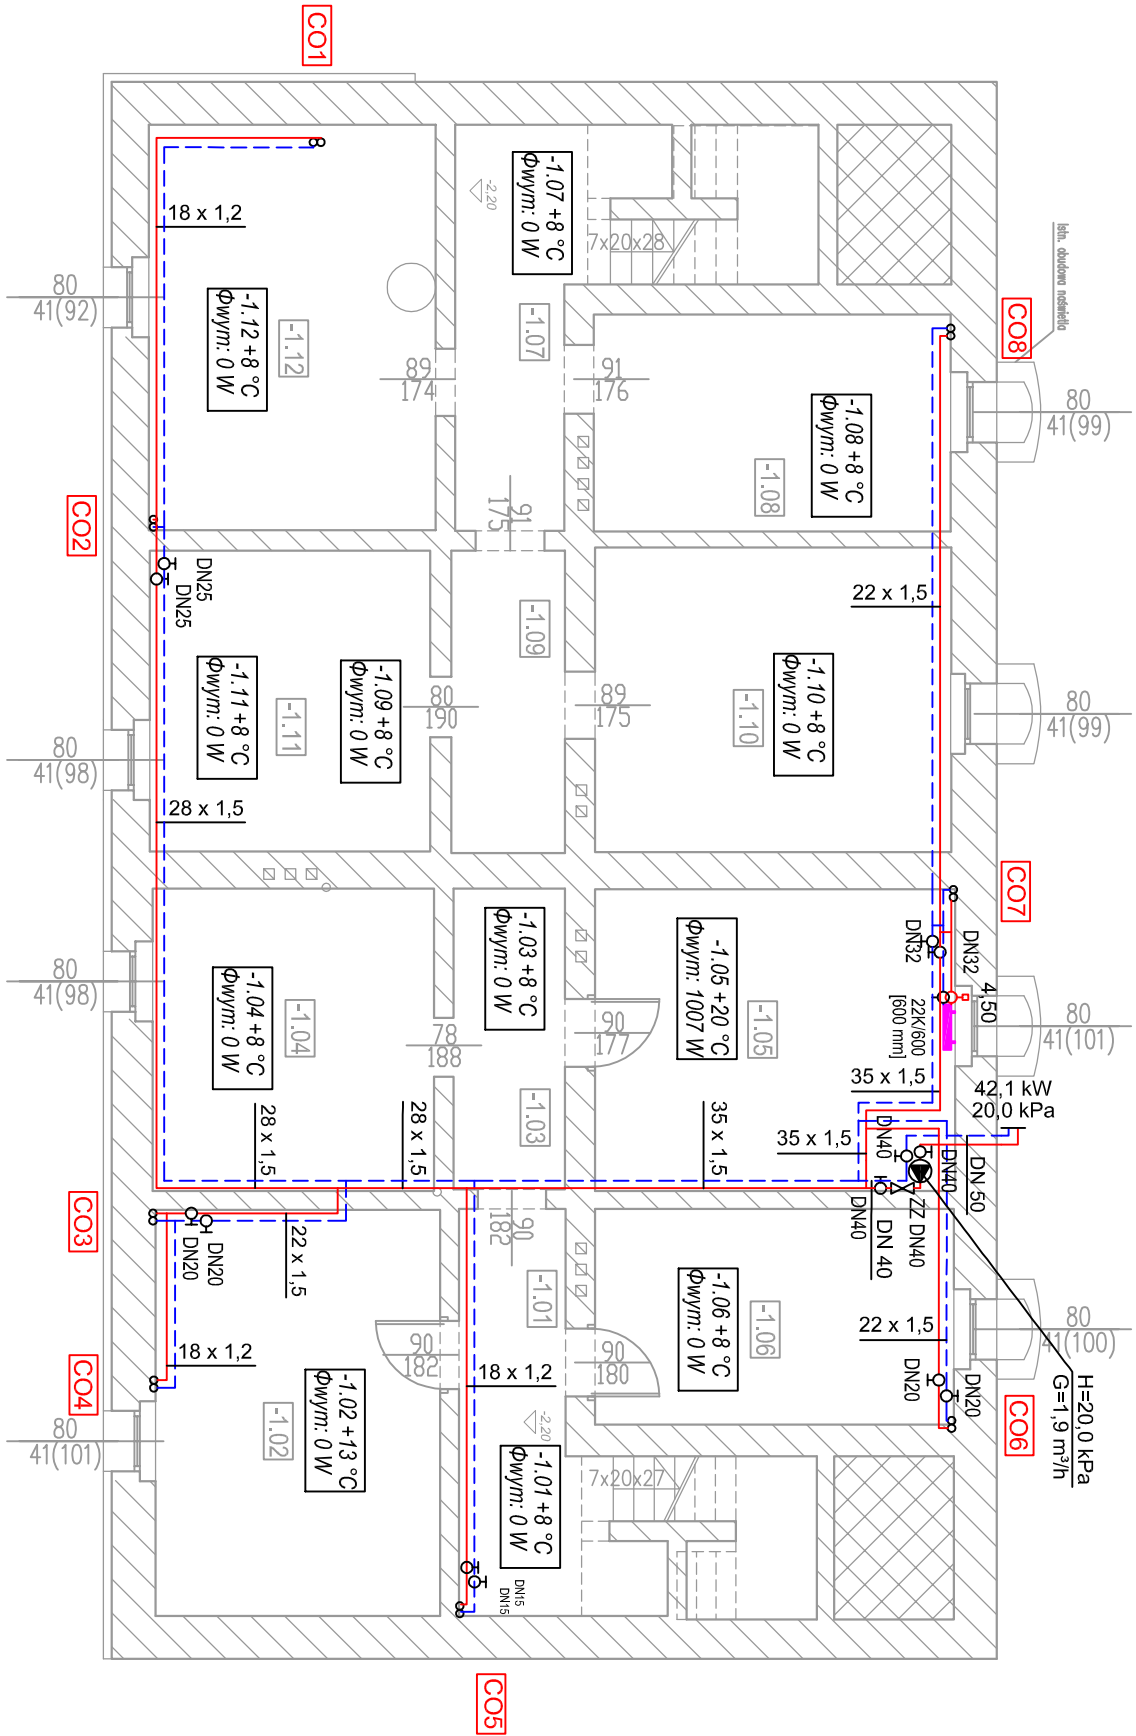 CO1
CO8
Istn. obudowa naświetla
-1.07 +8 °C
Φwym: 0 W
-2,20
7x20x28
18 x 1,2
80
41(92)
-1.12 +8 °C
Φwym: 0 W
-1.12
-1.07
89
174
91
176
-1.08 +8 °C
Φwym: 0 W
-1.08
80
41(99)
CO2
91
175
DN25
DN25
-1.09
22 x 1,5
-1.11 +8 °C
Φwym: 0 W
-1.11
-1.09 +8 °C
Φwym: 0 W
80
190
89
175
-1.10 +8 °C
Φwym: 0 W
-1.10
80
41(99)
80
41(98)
28 x 1,5
CO7
-1.03 +8 °C
Φwym: 0 W
-1.05 +20 °C
Φwym: 1007 W
-1.05
DN32
DN32
4,50
22K/600
[600 mm]
80
41(98)
-1.04 +8 °C
Φwym: 0 W
-1.04
78
188
90
177
80
41(101)
35 x 1,5
42,1 kW
20,0 kPa
28 x 1,5
28 x 1,5
-1.03
35 x 1,5
35 x 1,5
DN40
DN40
DN 50
CO3
DN20
DN20
22 x 1,5
90
182
DN40
DN 40
ZZ DN40
-1.01
-1.06 +8 °C
Φwym: 0 W
-1.06
22 x 1,5
80
41(100)
CO4
18 x 1,2
90
182
18 x 1,2
90
180
DN20
DN20
H=20,0 kPa
G=1,9 m³/h
CO6
80
41(101)
-1.02 +13 °C
Φwym: 0 W
-1.02
-2,20
-1.01 +8 °C
Φwym: 0 W
7x20x27
DN15
DN15
CO5